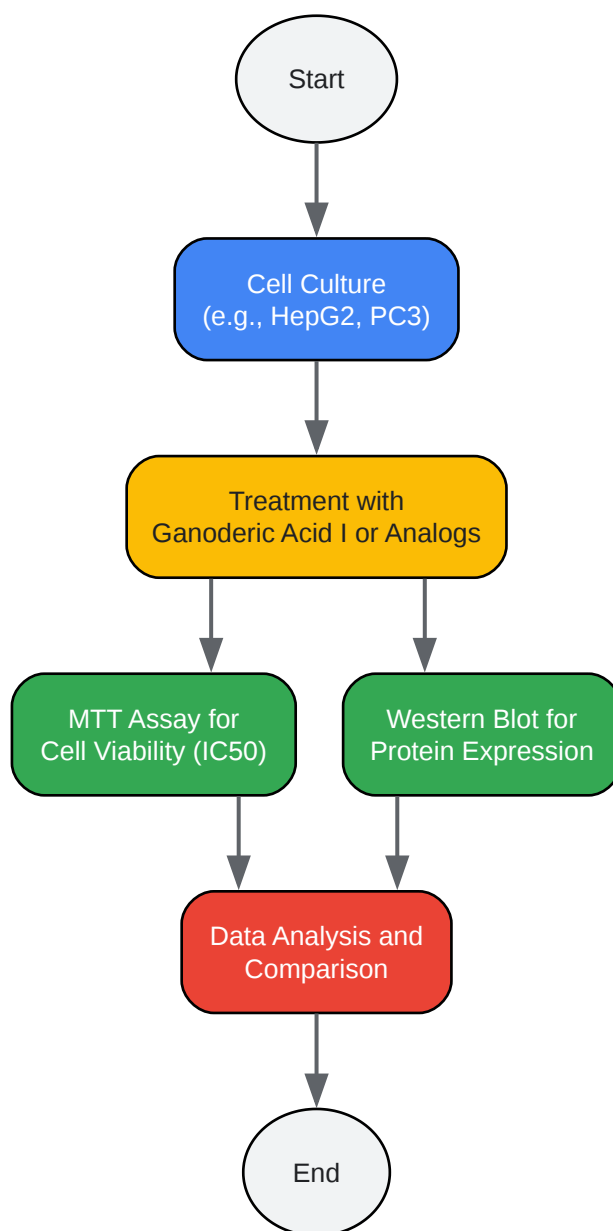 Start
Cell Culture
(e.g., HepG2, PC3)
Treatment with
Ganoderic Acid I or Analogs
MTT Assay for
Cell Viability (IC50)
Western Blot for
Protein Expression
Data Analysis and
Comparison
End